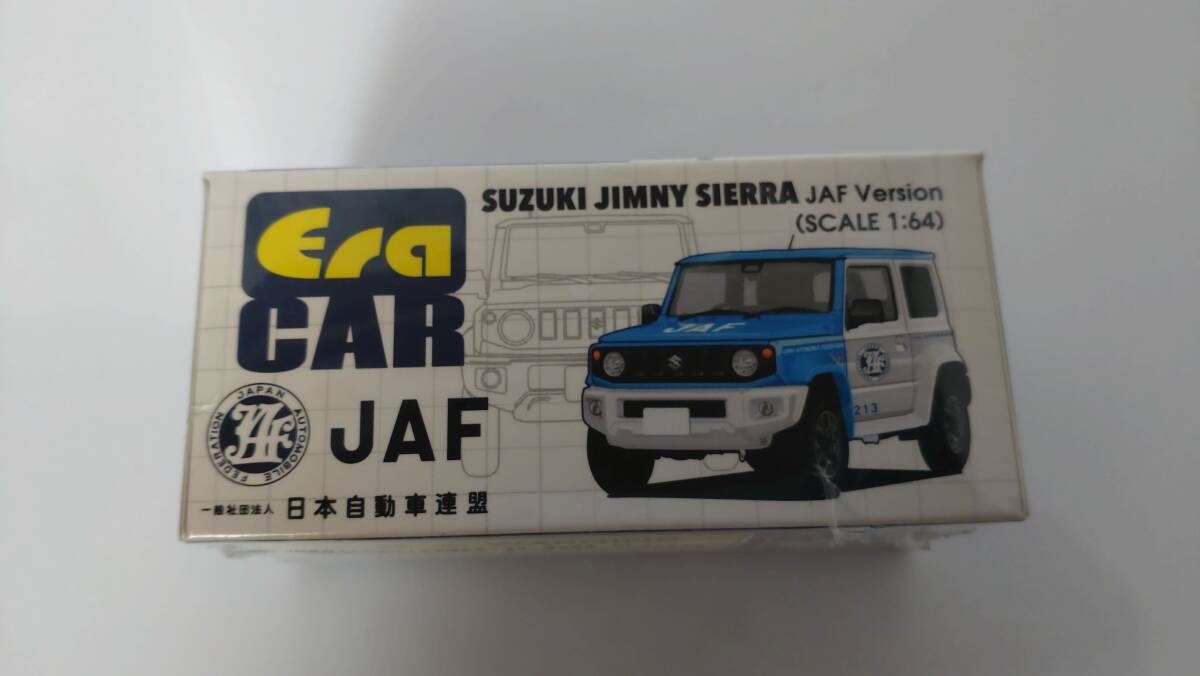 Era
CAR
SUZUKI JIMNY SIERRA JAF Version
(SCALE 1:64)
JAPAN AUTOMOBILE FEDERATION
JAF
JAF
一般社団法人 日本自動車連盟
JAF
JAF
213